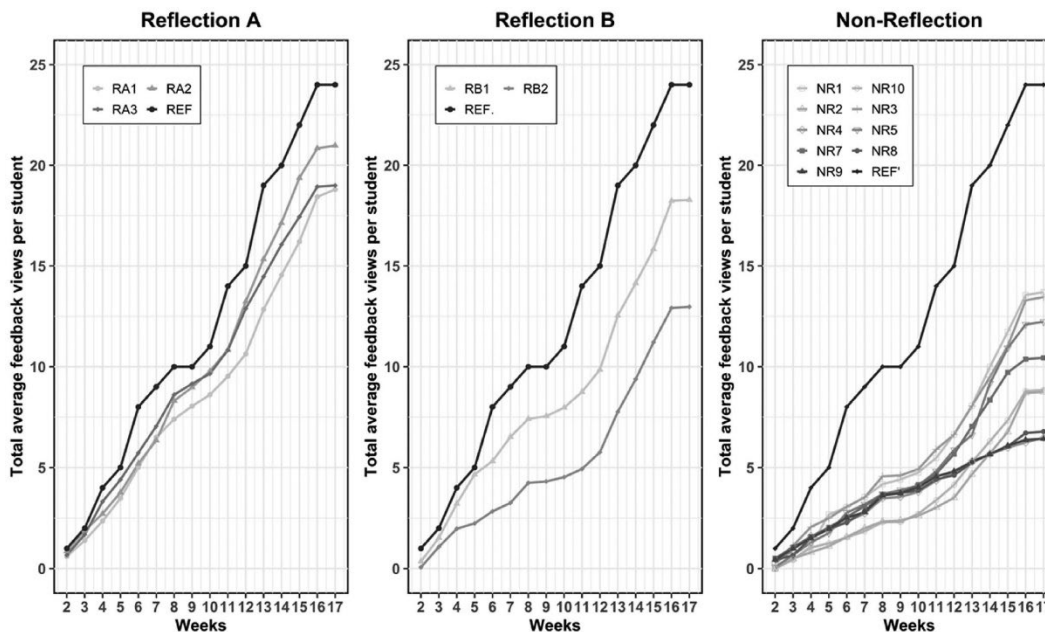 Reflection A
Reflection B
Non-Reflection
Total average feedback views per student
25
20
15
10
5
0
RA1 RA2
RA3 REF
2 3 4 5 6 7 8 9 10 11 12 13 14 15 16 17
Weeks
Total average feedback views per student
25
20
15
10
5
0
RB1 RB2
REF.
2 3 4 5 6 7 8 9 10 11 12 13 14 15 16 17
Weeks
Total average feedback views per student
25
20
15
10
5
0
NR1 NR10
NR2 NR3
NR4 NR5
NR7 NR8
NR9 REF'
2 3 4 5 6 7 8 9 10 11 12 13 14 15 16 17
Weeks